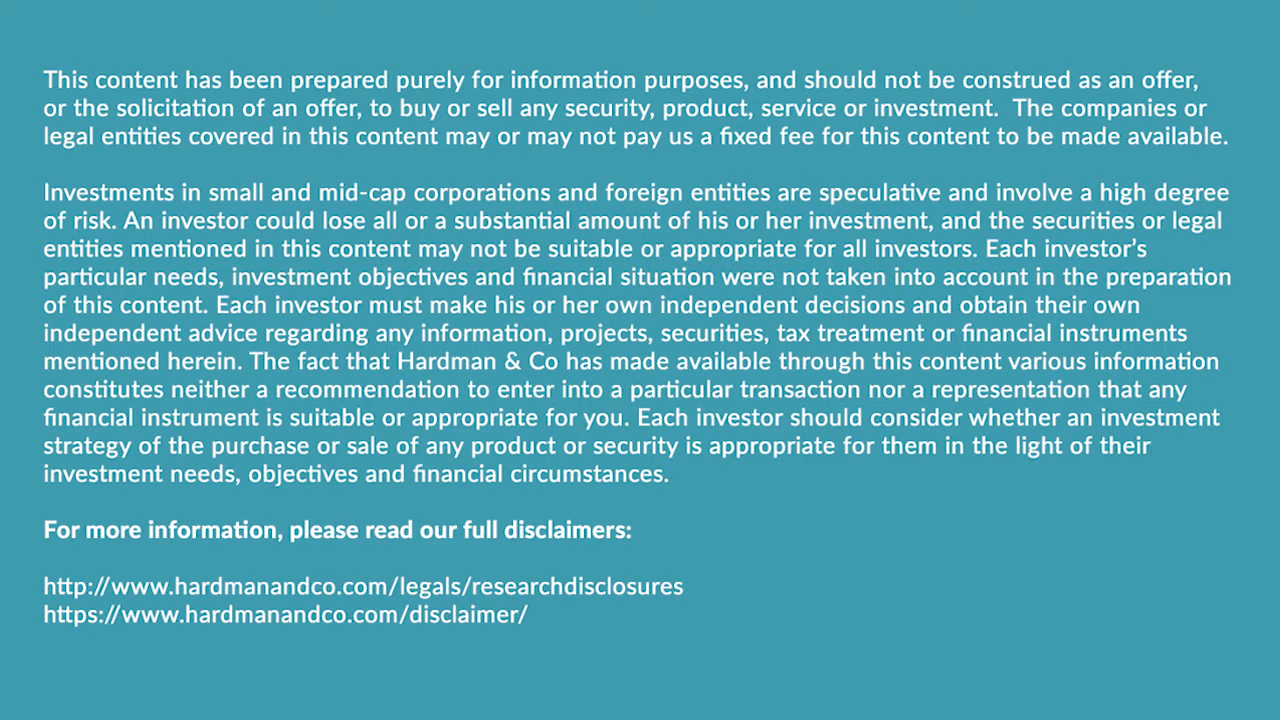 This content has been prepared purely for information purposes, and should not be construed as an offer,
or the solicitation of an offer, to buy or sell any security, product, service or investment.  The companies or
legal entities covered in this content may or may not pay us a fixed fee for this content to be made available.
Investments in small and mid-cap corporations and foreign entities are speculative and involve a high degree
of risk. An investor could lose all or a substantial amount of his or her investment, and the securities or legal
entities mentioned in this content may not be suitable or appropriate for all investors. Each investor’s
particular needs, investment objectives and financial situation were not taken into account in the preparation
of this content. Each investor must make his or her own independent decisions and obtain their own
independent advice regarding any information, projects, securities, tax treatment or financial instruments
mentioned herein. The fact that Hardman & Co has made available through this content various information
constitutes neither a recommendation to enter into a particular transaction nor a representation that any
financial instrument is suitable or appropriate for you. Each investor should consider whether an investment
strategy of the purchase or sale of any product or security is appropriate for them in the light of their
investment needs, objectives and financial circumstances.
For more information, please read our full disclaimers:
http://www.hardmanandco.com/legals/researchdisclosures
https://www.hardmanandco.com/disclaimer/